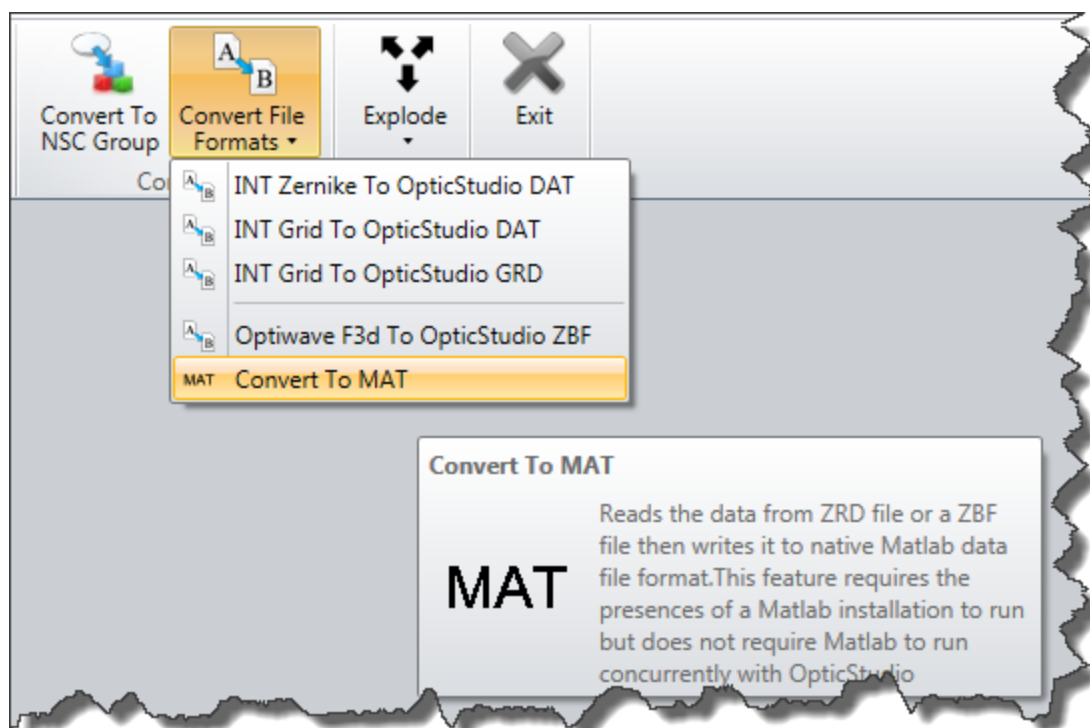 A
B
Convert To
NSC Group
Convert File
Formats
Explode
Exit
Co
A B INT Zernike To OpticStudio DAT
A B INT Grid To OpticStudio DAT
A B INT Grid To OpticStudio GRD
A B Optiwave F3d To OpticStudio ZBF
MAT Convert To MAT
Convert To MAT
MAT
Reads the data from ZRD file or a ZBF
file then writes it to native Matlab data
file format.This feature requires the
presences of a Matlab installation to run
but does not require Matlab to run
concurrently with OpticStudio